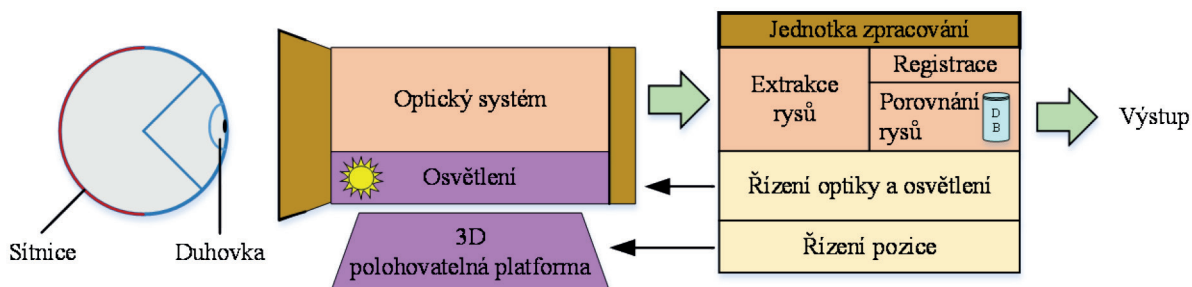 Sítnice
Duhovka
Optický systém
Osvětlení
3D
polohovatelná platforma
Jednotka zpracování
Extrakce
rysů
Registrace
Porovnání
rysů
D
B
Řízení optiky a osvětlení
Řízení pozice
Výstup